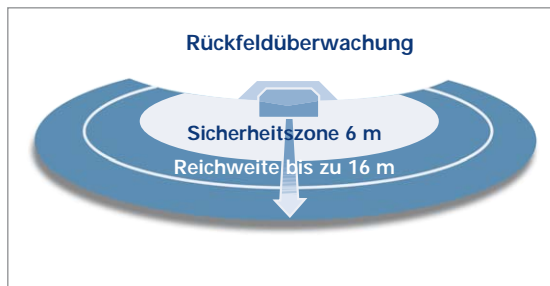 Rückfeldüberwachung
Sicherheitszone 6 m
Reichweite bis zu 16 m